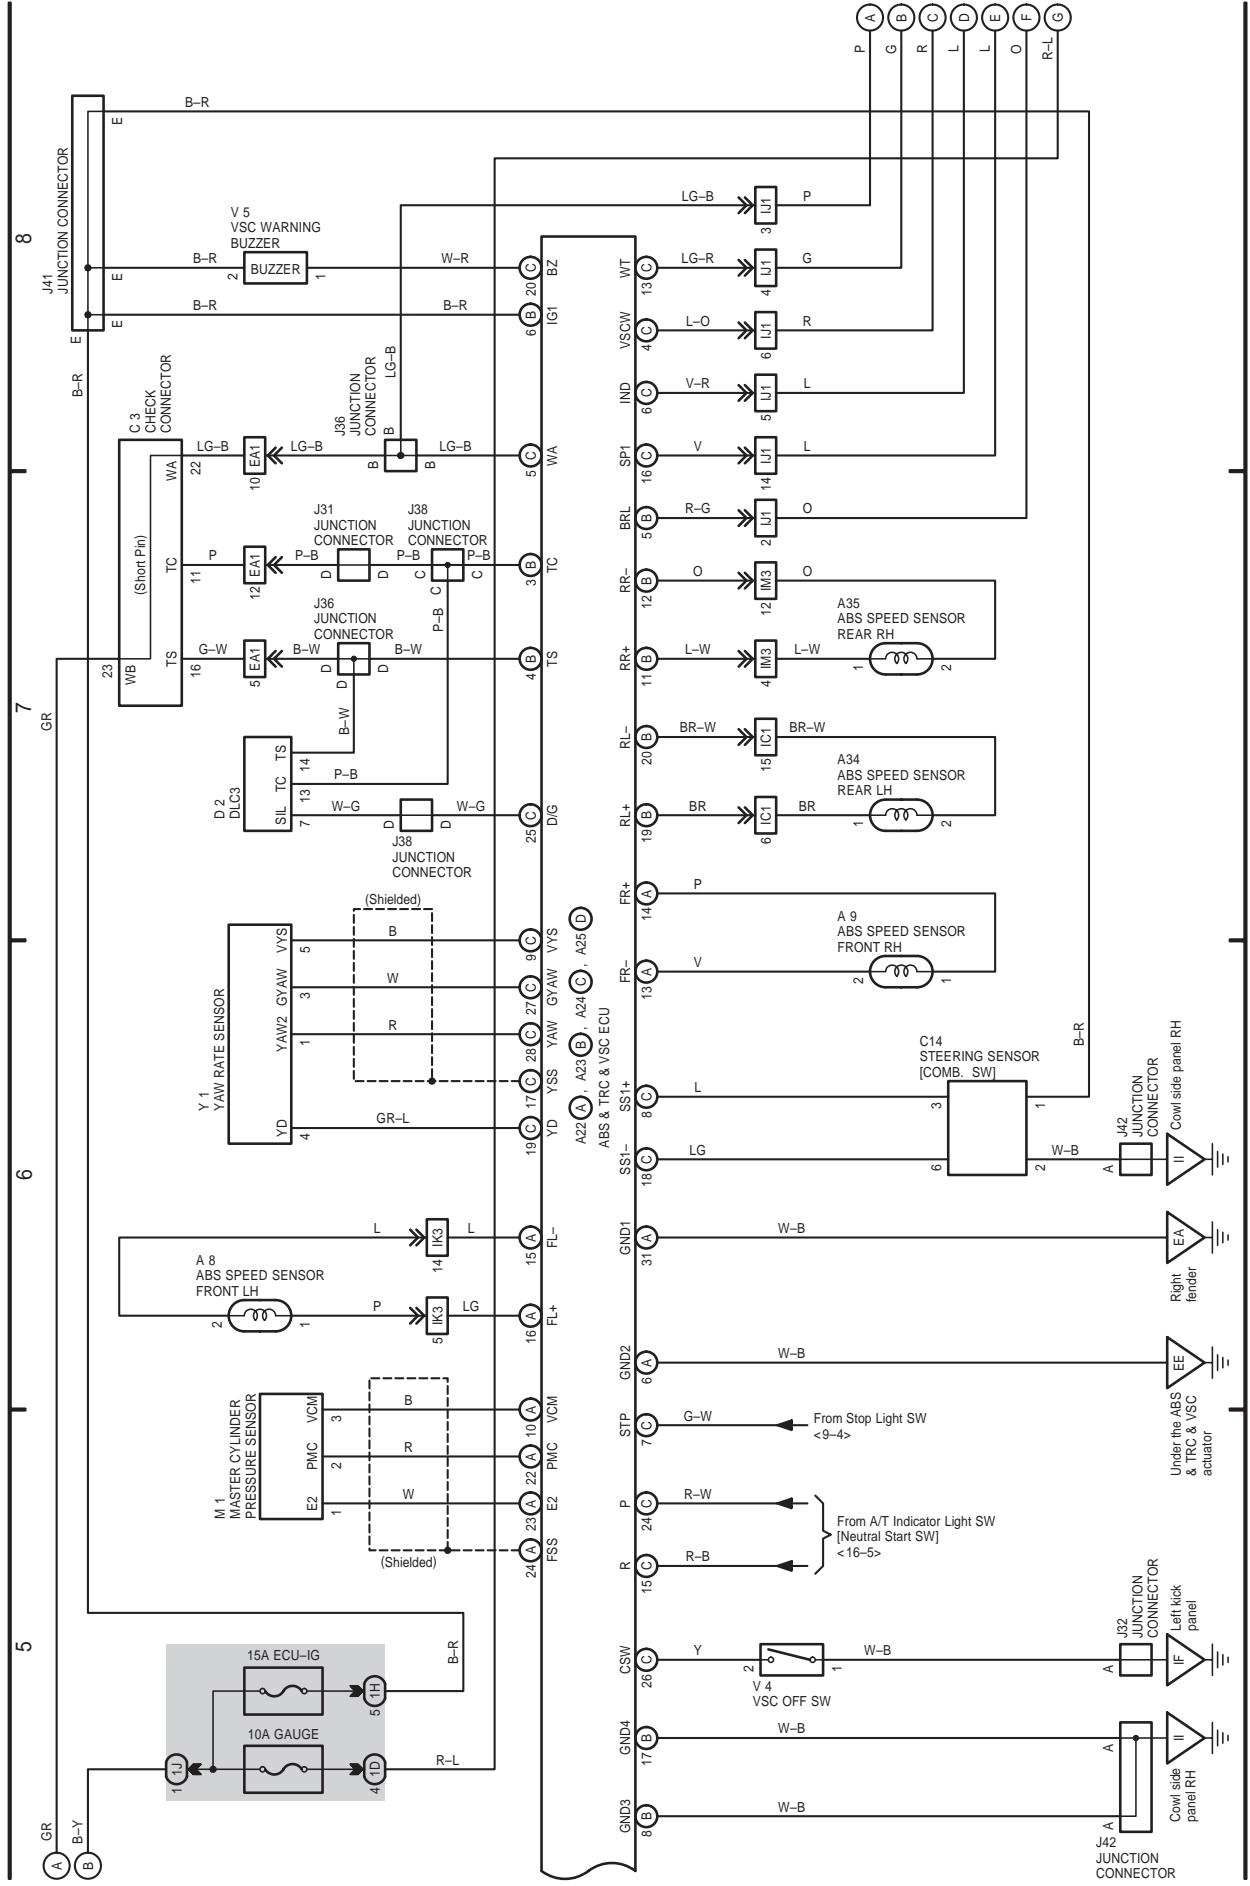 A
B
C
D
E
F
G
P
G
R
L
L
O
R–L
8
7
6
5
J41
JUNCTION CONNECTOR
E
B–R
E
B–R
2
V 5
VSC WARNING
BUZZER
BUZZER
1
W–R
20
C
BZ
E
B–R
B–R
6
B
IG1
E
B–R
C 3
CHECK
CONNECTOR
(Short Pin)
WA
22
LG–B
EA1
10
LG–B
B
J36
JUNCTION
CONNECTOR
B
LG–B
B
LG–B
5
C
WA
TC
11
P
EA1
12
P–B
D
J31
JUNCTION
CONNECTOR
D
P–B
C
J38
JUNCTION
CONNECTOR
C
P–B
C
P–B
3
B
TC
23
WB
GR
TS
16
G–W
EA1
5
B–W
D
J36
JUNCTION
CONNECTOR
D
B–W
D
B–W
4
B
TS
D 2
DLC3
TS
14
TC
13
P–B
SIL
7
W–G
D
D
J38
JUNCTION
CONNECTOR
W–G
25
C
D/G
Y 1
YAW RATE SENSOR
(Shielded)
VYS
5
B
9
C
VYS
GYAW
3
W
27
C
GYAW
YAW2
1
R
28
C
YAW
17
C
YSS
YD
4
GR–L
19
C
YD
A22 A , A23 B , A24 C , A25 D
ABS & TRC & VSC ECU
L
IK3
14
L
15
A
FL–
A 8
ABS SPEED SENSOR
FRONT LH
2
1
P
IK3
5
LG
16
A
FL+
M 1
MASTER CYLINDER
PRESSURE SENSOR
VCM
3
B
10
A
VCM
PMC
2
R
22
A
PMC
E2
1
W
23
A
E2
(Shielded)
24
A
FSS
15A ECU–IG
5
1H
B–R
10A GAUGE
1
1J
4
1D
R–L
GR
A
B–Y
B
LG–B
IJ1
3
P
WT
13
C
LG–R
IJ1
4
G
VSCW
4
C
L–O
IJ1
6
R
IND
6
C
V–R
IJ1
5
L
SP1
16
C
V
IJ1
14
L
BRL
5
B
R–G
IJ1
2
O
RR–
12
B
O
IM3
12
O
A35
ABS SPEED SENSOR
REAR RH
RR+
11
B
L–W
IM3
4
L–W
1
2
RL–
20
B
BR–W
IC1
15
BR–W
A34
ABS SPEED SENSOR
REAR LH
RL+
19
B
BR
IC1
6
BR
1
2
FR+
14
A
P
A 9
ABS SPEED SENSOR
FRONT RH
FR–
13
A
V
2
1
C14
STEERING SENSOR
[COMB. SW]
B–R
SS1+
8
C
L
3
1
SS1–
18
C
LG
6
2
W–B
A
J42
JUNCTION
CONNECTOR
II
Cowl side panel RH
GND1
31
A
W–B
EA
Right
fender
GND2
6
A
W–B
EE
Under the ABS
& TRC & VSC
actuator
STP
7
C
G–W
From Stop Light SW
<9–4>
P
24
C
R–W
From A/T Indicator Light SW
[Neutral Start SW]
<16–5>
R
15
C
R–B
CSW
26
C
Y
2
V 4
VSC OFF SW
1
W–B
A
J32
JUNCTION
CONNECTOR
IF
Left kick
panel
GND4
17
B
W–B
A
II
Cowl side
panel RH
GND3
8
B
W–B
A
J42
JUNCTION
CONNECTOR